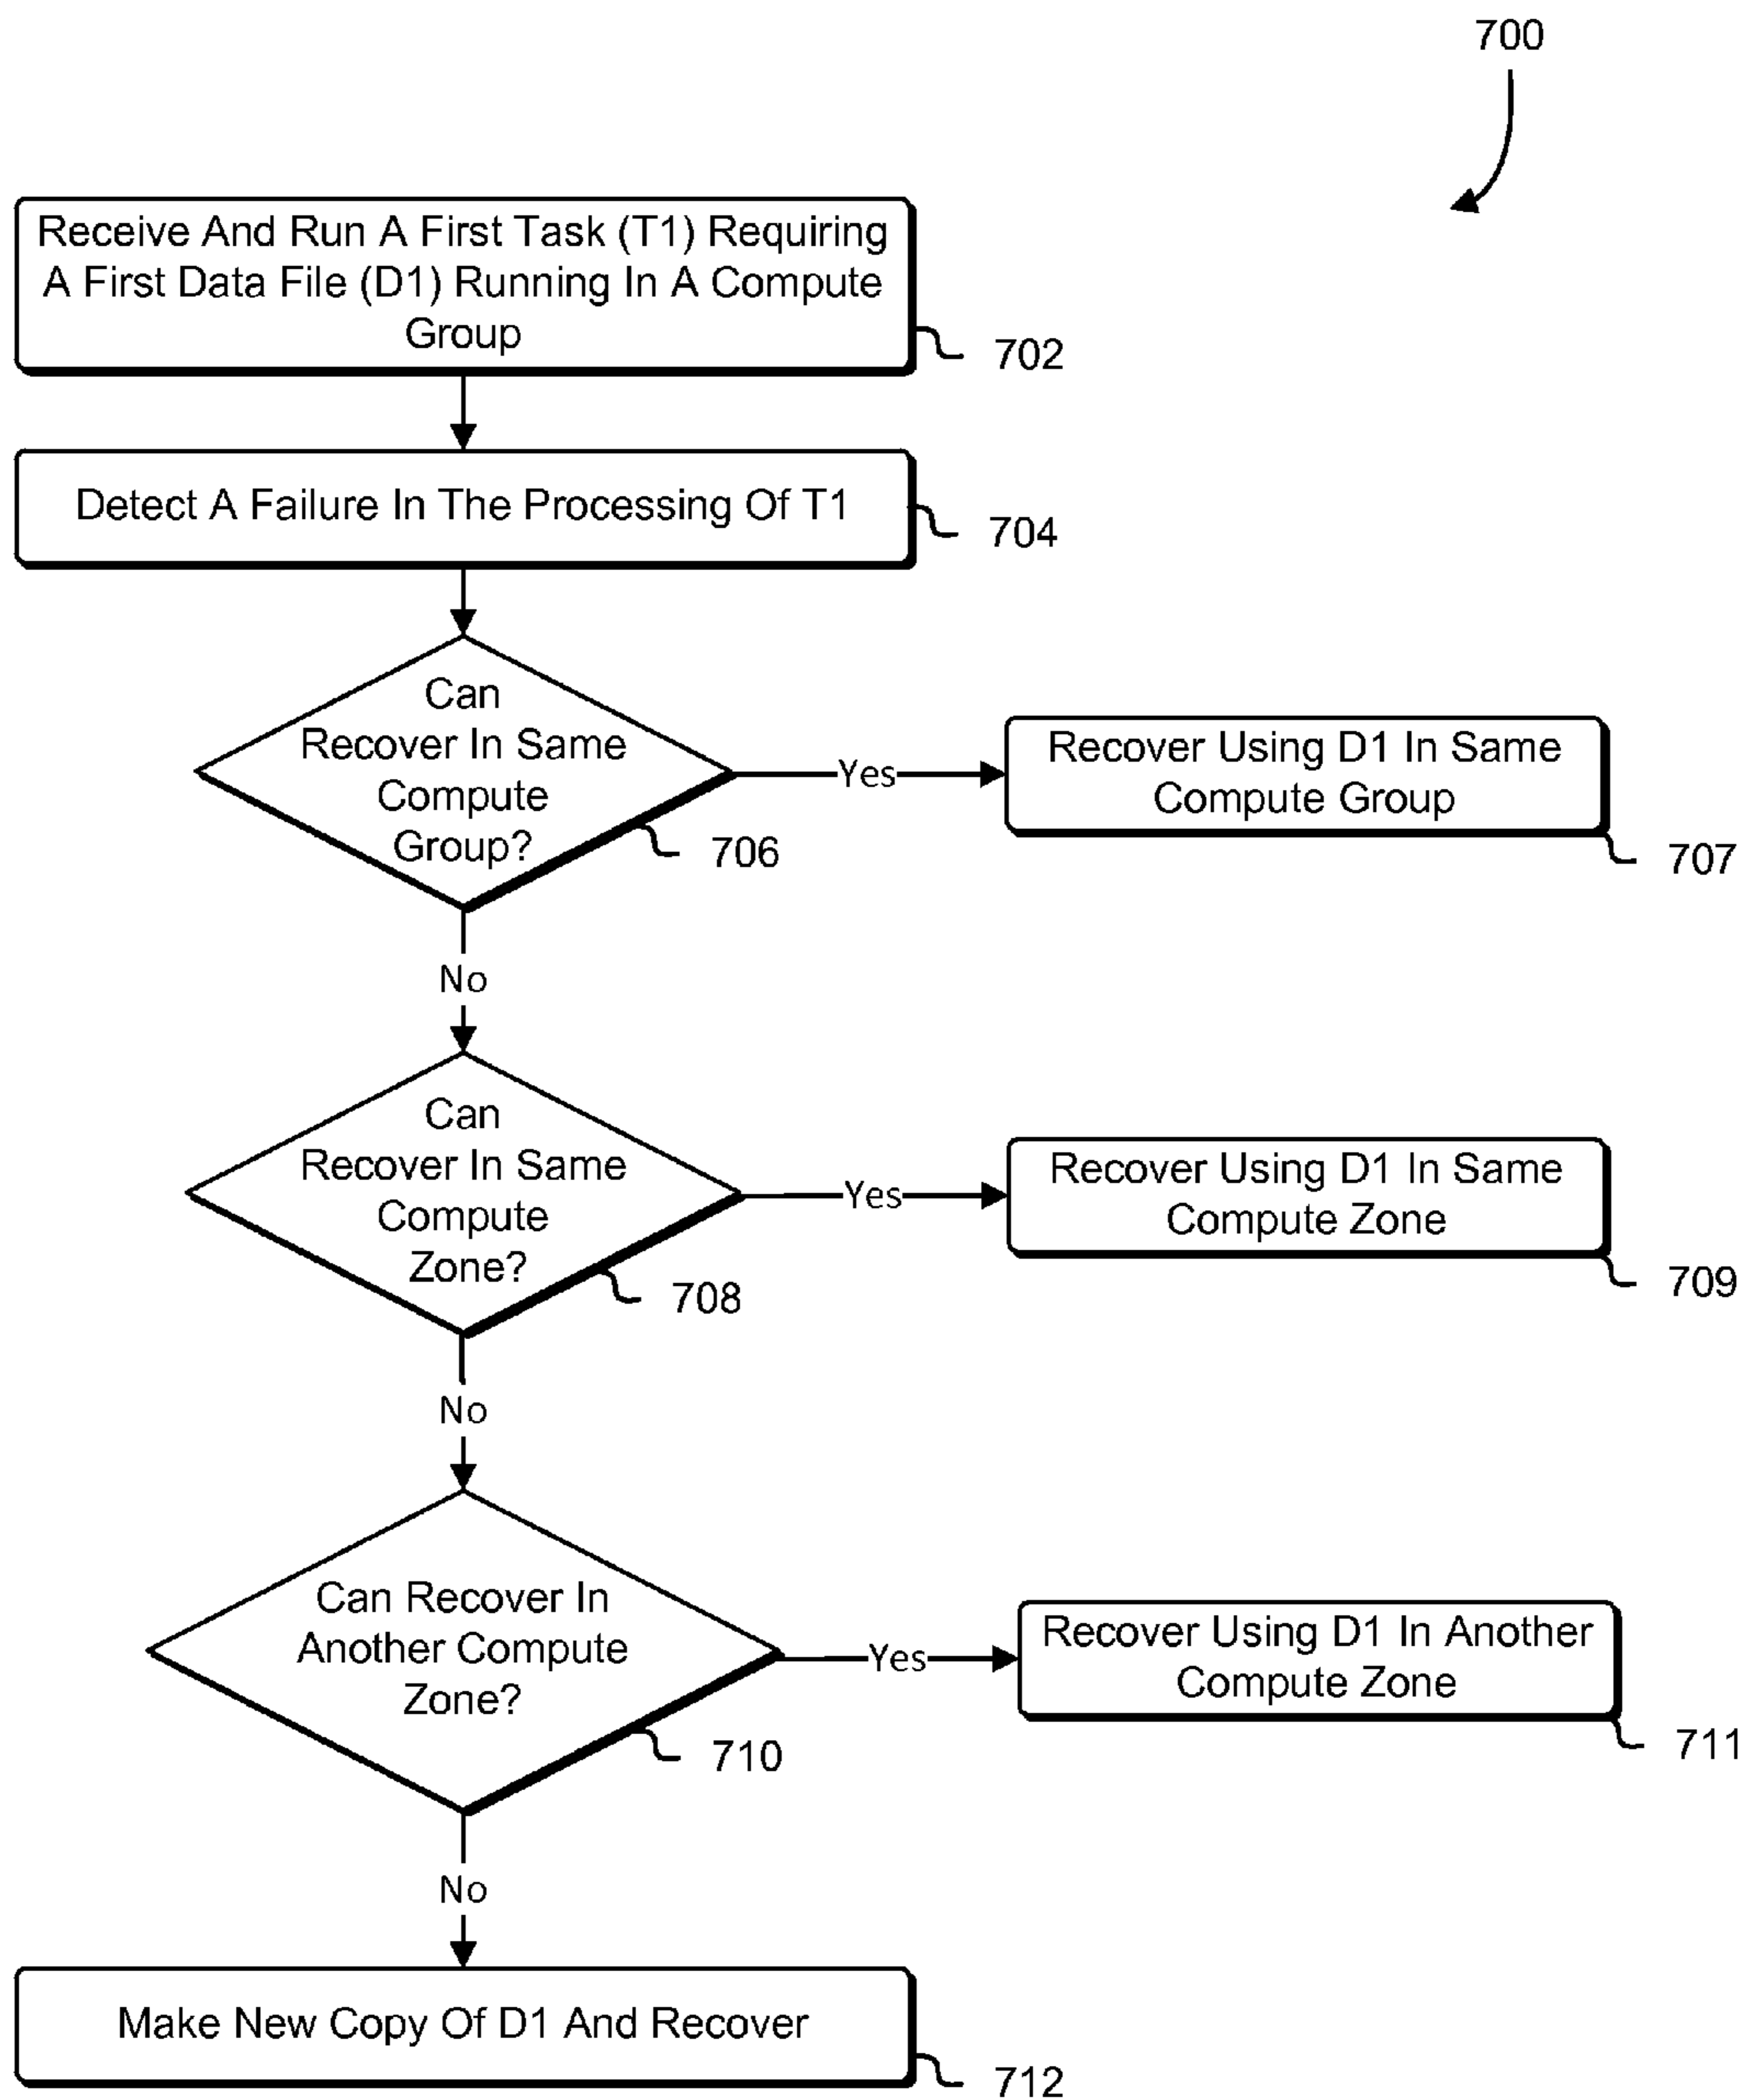 700
Receive And Run A First Task (T1) Requiring
A First Data File (D1) Running In A Compute
Group
702
Detect A Failure In The Processing Of T1
704
Can
Recover In Same
Compute
Group?
706
Yes
Recover Using D1 In Same
Compute Group
707
No
Can
Recover In Same
Compute
Zone?
708
Yes
Recover Using D1 In Same
Compute Zone
709
No
Can Recover In
Another Compute
Zone?
710
Yes
Recover Using D1 In Another
Compute Zone
711
No
Make New Copy Of D1 And Recover
712